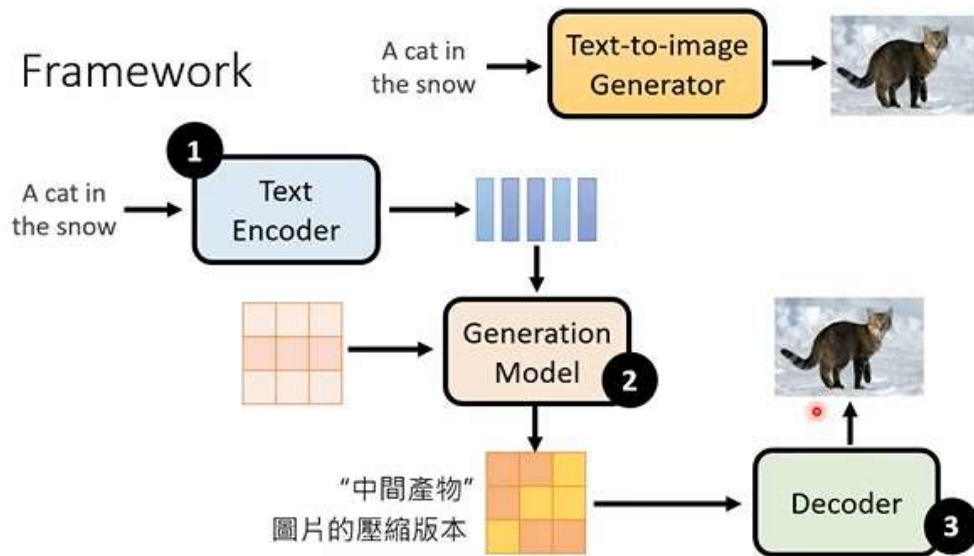 Framework
A cat in
the snow
Text-to-image
Generator
1
A cat in
the snow
Text
Encoder
Generation
Model
2
“中間產物”
圖片的壓縮版本
Decoder
3